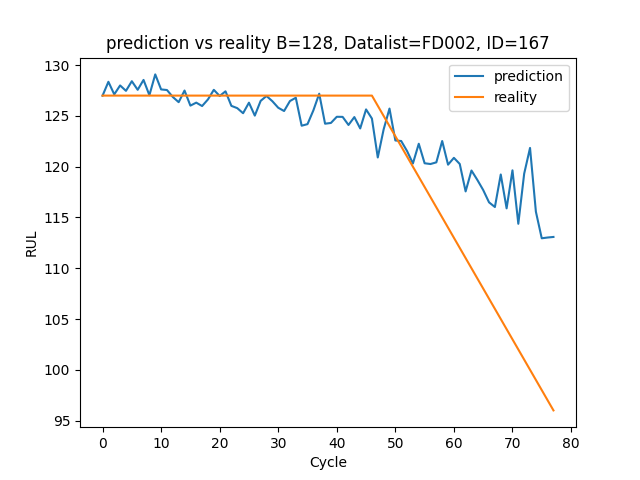 prediction vs reality B=128, Datalist=FD002, ID=167
130
125
120
115
110
105
100
95
RUL
prediction
reality
0 10 20 30 40 50 60 70 80
Cycle